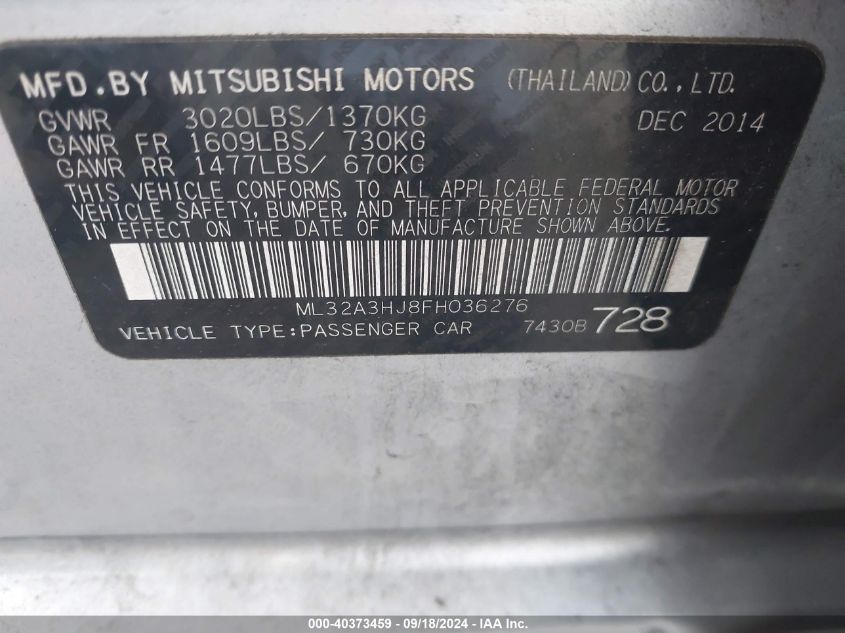 MFD.BY MITSUBISHI MOTORS (THAILAND)CO.,LTD.
GVWR 3020LBS/1370KG DEC 2014
GAWR FR 1609LBS/ 730KG
GAWR RR 1477LBS/ 670KG
THIS VEHICLE CONFORMS TO ALL APPLICABLE FEDERAL MOTOR
VEHICLE SAFETY, BUMPER, AND THEFT PREVENTION STANDARDS
IN EFFECT ON THE DATE OF MANUFACTURE SHOWN ABOVE.
ML32A3HJ8FH036276
VEHICLE TYPE:PASSENGER CAR 7430B 728
000-40373459 - 09/18/2024 - IAA Inc.